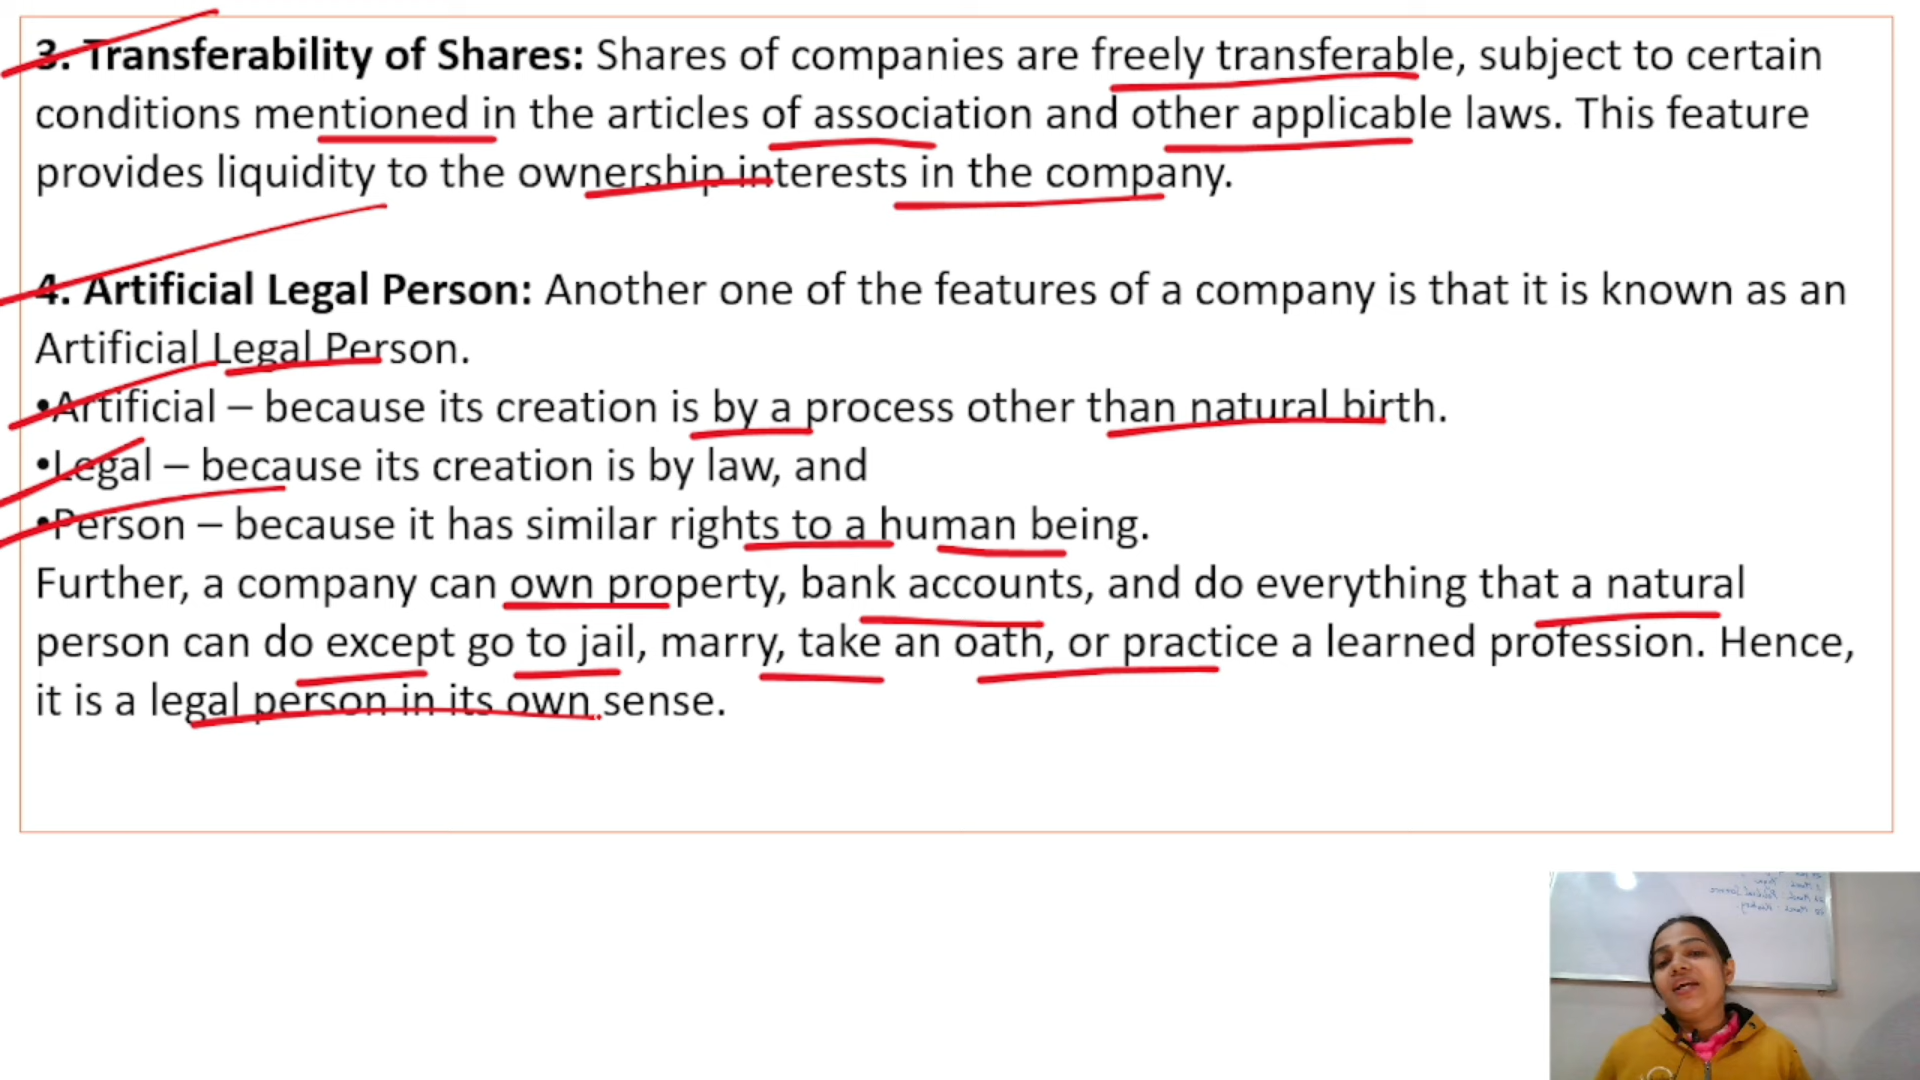 3. Transferability of Shares: Shares of companies are freely transferable, subject to certain
conditions mentioned in the articles of association and other applicable laws. This feature
provides liquidity to the ownership interests in the company.
4. Artificial Legal Person: Another one of the features of a company is that it is known as an
Artificial Legal Person.
•Artificial – because its creation is by a process other than natural birth.
•Legal – because its creation is by law, and
•Person – because it has similar rights to a human being.
Further, a company can own property, bank accounts, and do everything that a natural
person can do except go to jail, marry, take an oath, or practice a learned profession. Hence,
it is a legal person in its own sense.